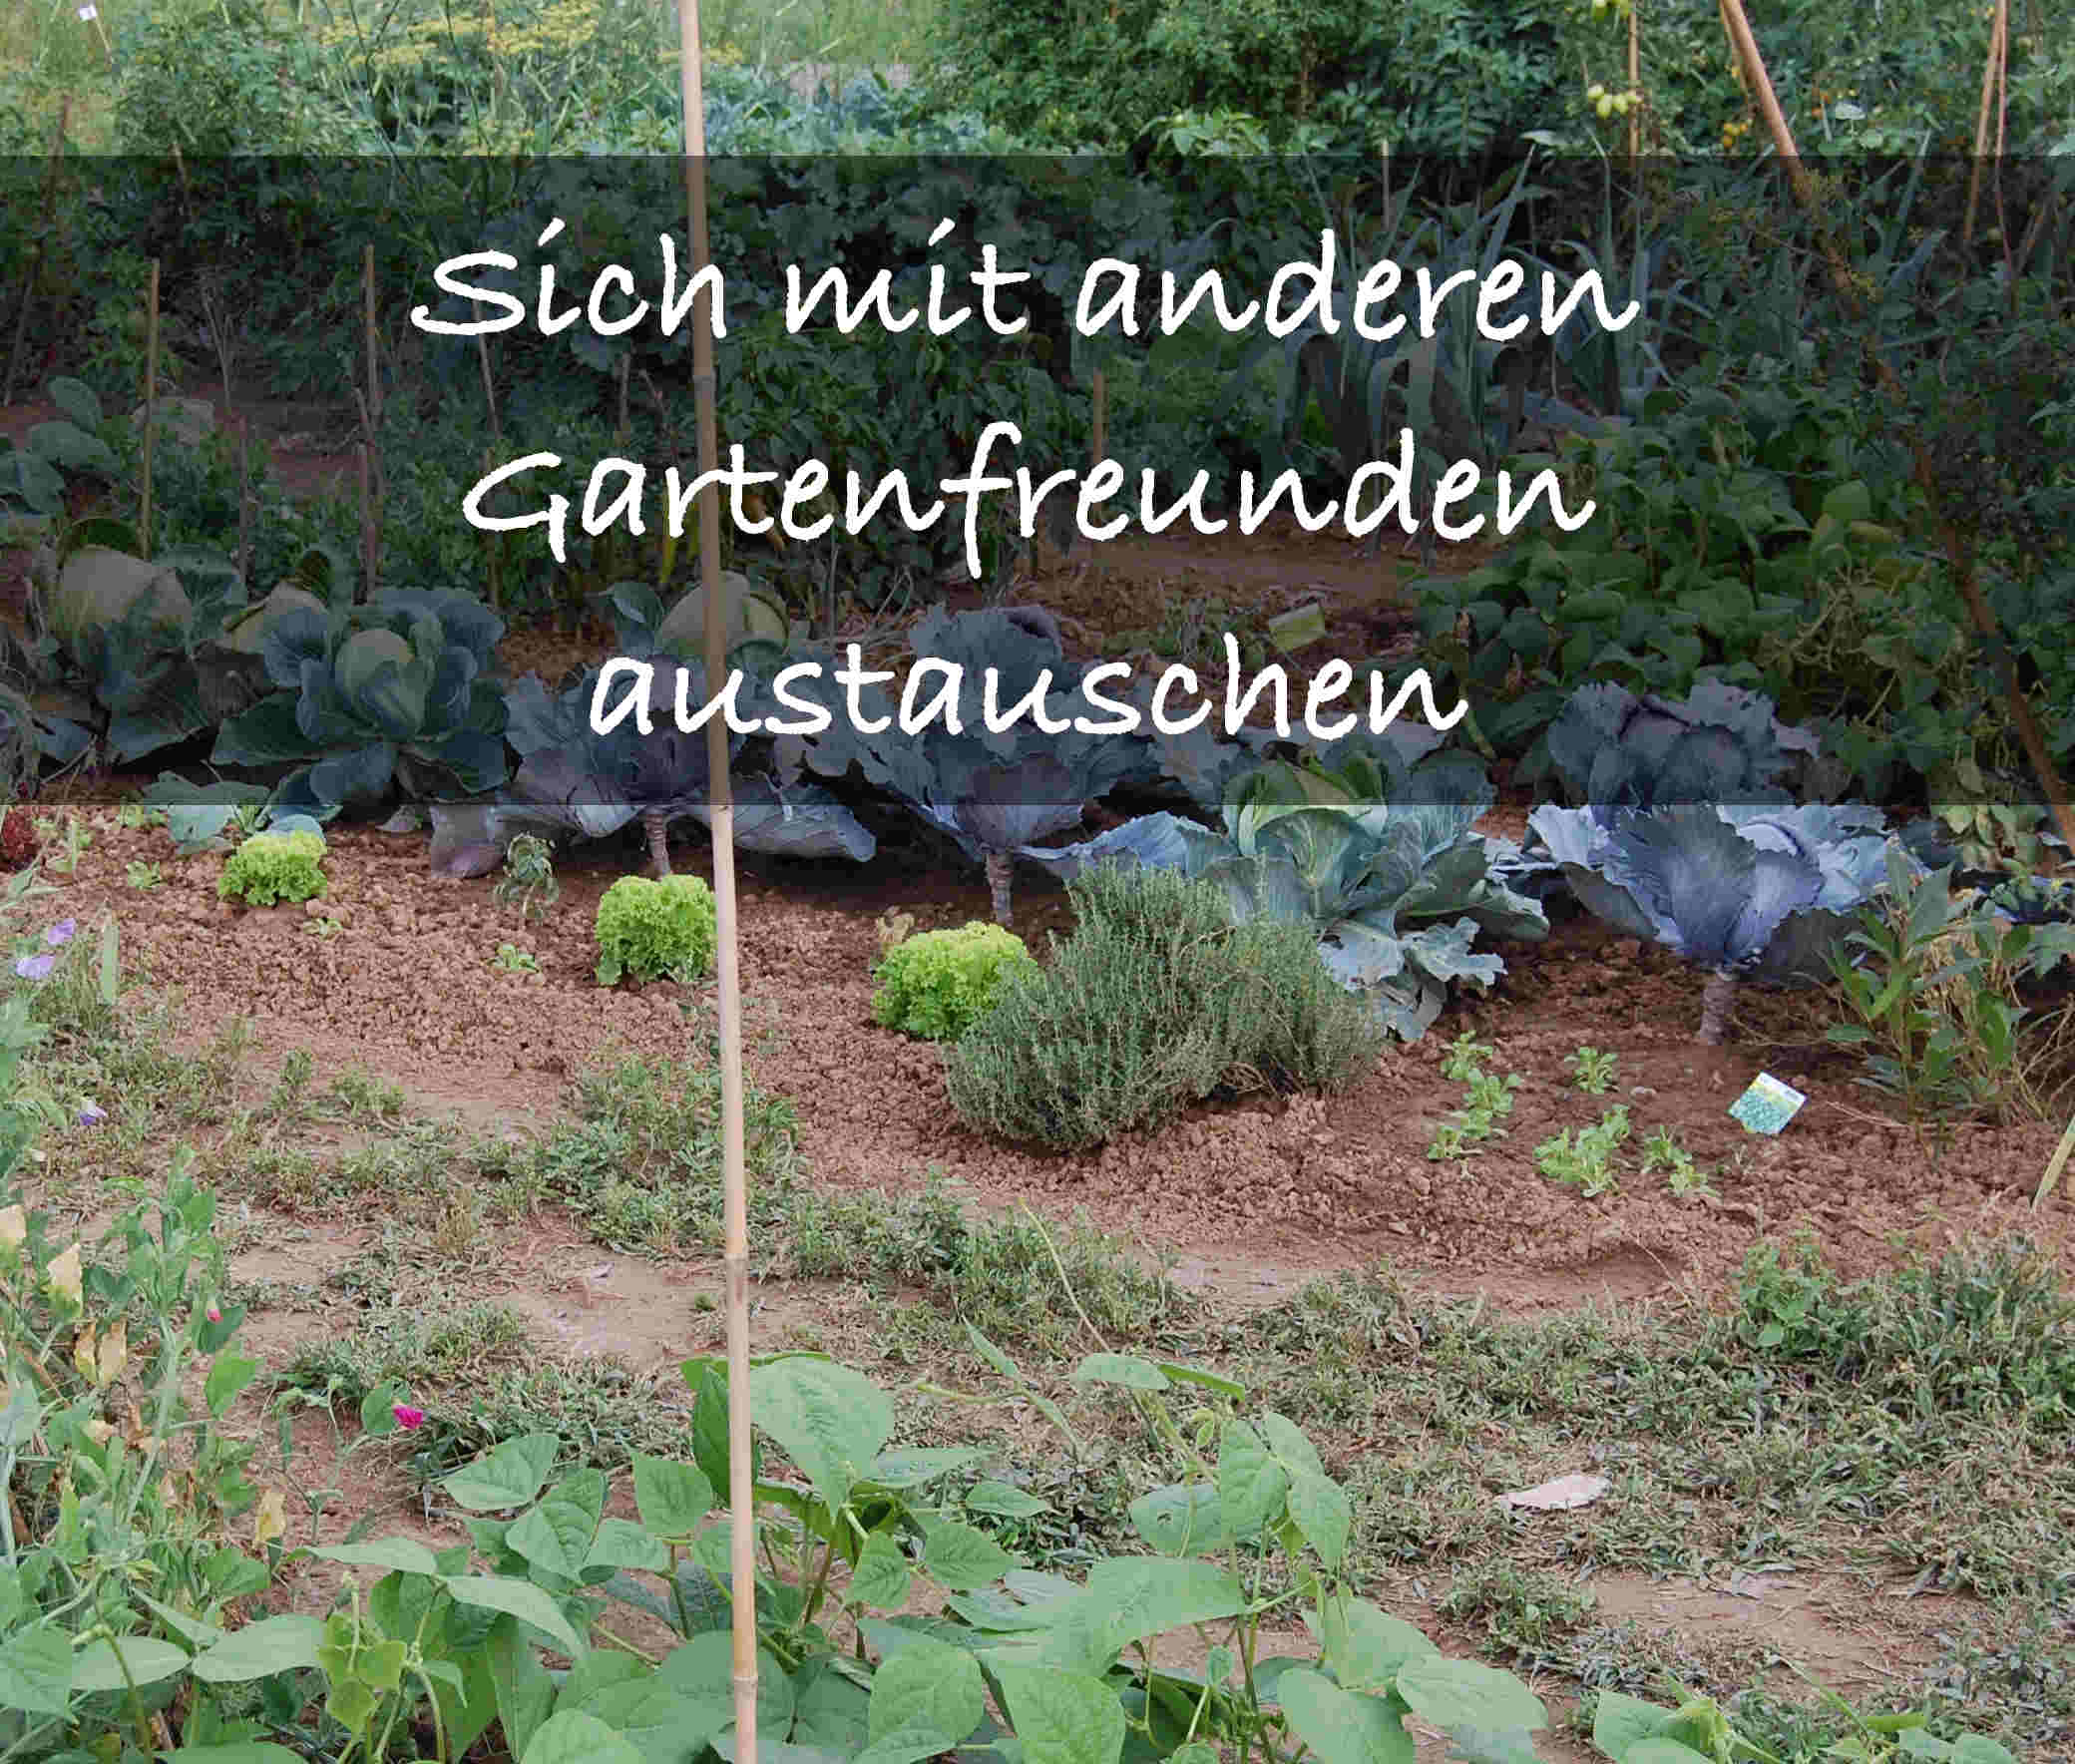 Sich mit anderen
Gartenfreunden
austauschen